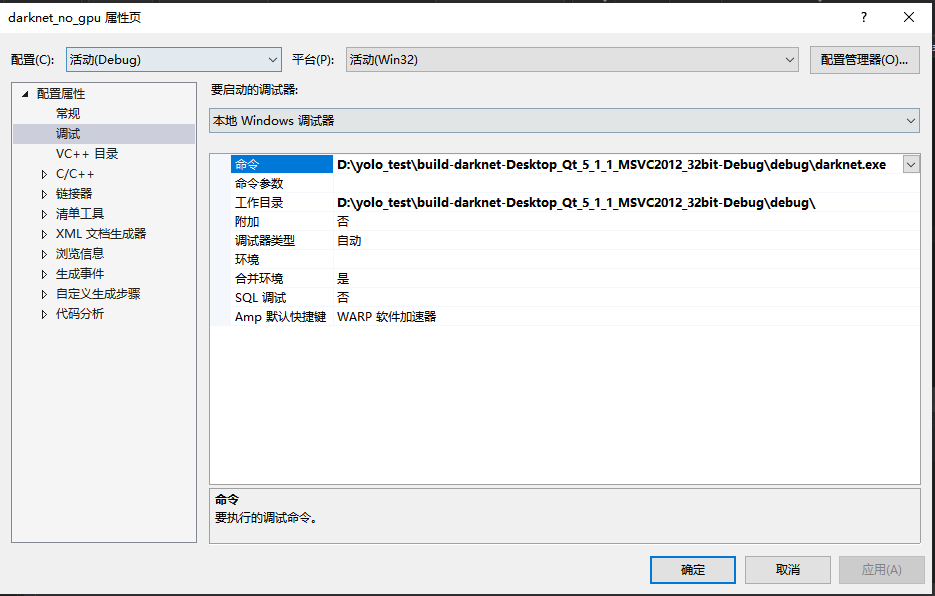 darknet_no_gpu 属性页
配置(C): 活动(Debug) 平台(P): 活动(Win32) 配置管理器(O)...
配置属性
常规
调试
VC++ 目录
C/C++
链接器
清单工具
XML 文档生成器
浏览信息
生成事件
自定义生成步骤
代码分析
要启动的调试器:
本地 Windows 调试器
命令 D:\yolo_test\build-darknet-Desktop_Qt_5_1_1_MSVC2012_32bit-Debug\debug\darknet.exe
命令参数
工作目录 D:\yolo_test\build-darknet-Desktop_Qt_5_1_1_MSVC2012_32bit-Debug\debug\
附加 否
调试器类型 自动
环境
合并环境 是
SQL 调试 否
Amp 默认快捷键 WARP 软件加速器
命令
要执行的调试命令。
确定 取消 应用(A)